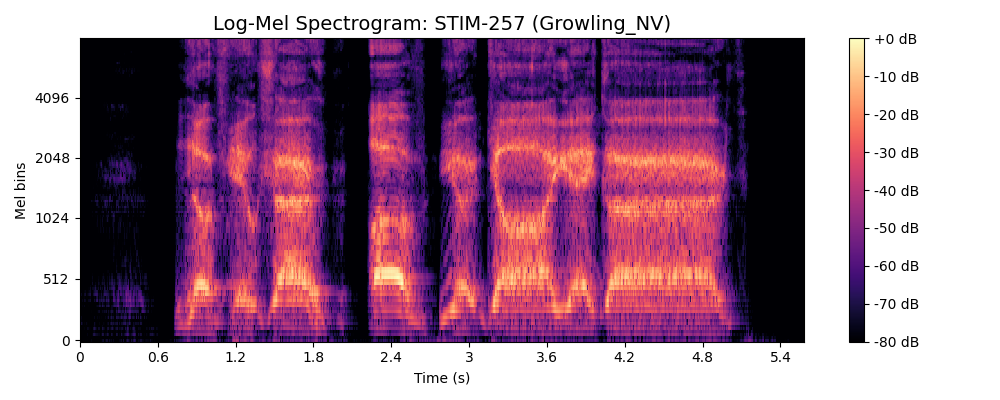 Log-Mel Spectrogram: STIM-257 (Growling_NV)
Mel bins
4096
2048
1024
512
0
0 0.6 1.2 1.8 2.4 3 3.6 4.2 4.8 5.4
Time (s)
+0 dB
-10 dB
-20 dB
-30 dB
-40 dB
-50 dB
-60 dB
-70 dB
-80 dB